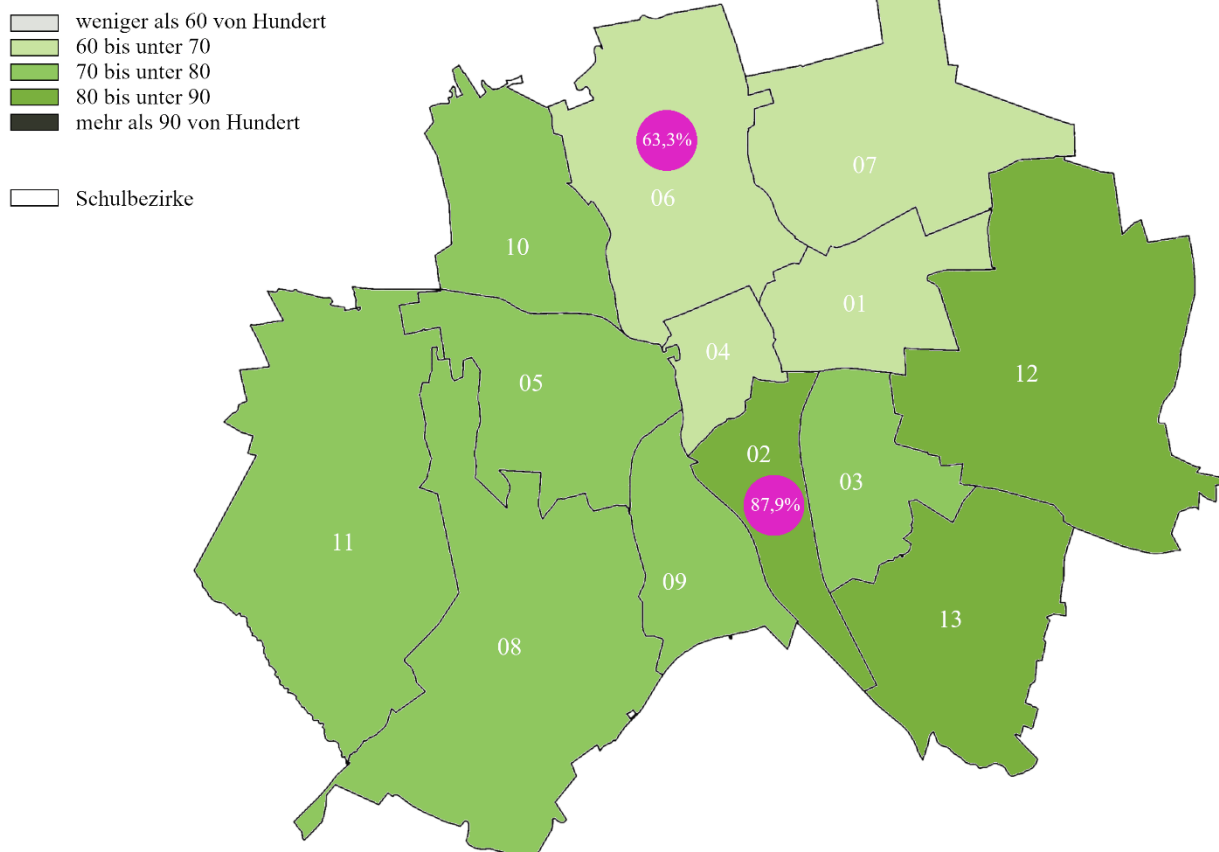 weniger als 60 von Hundert
60 bis unter 70
70 bis unter 80
80 bis unter 90
mehr als 90 von Hundert
Schulbezirke
63,3%
07
06
10
01
04
12
05
02
03
87,9%
11
09
13
08